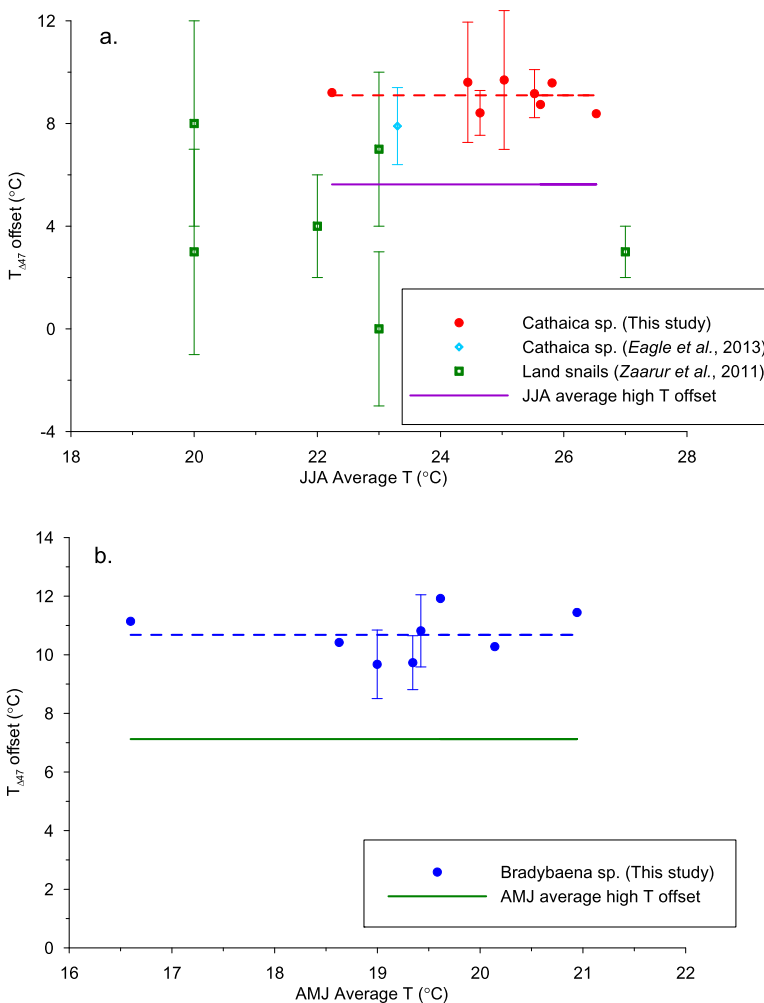 a.
12
8
4
0
-4
T Δ47 offset (°C)
18 20 22 24 26 28
JJA Average T (°C)
Cathaica sp. (This study)
Cathaica sp. (Eagle et al., 2013)
Land snails (Zaarur et al., 2011)
JJA average high T offset
b.
14
12
10
8
6
4
2
0
T Δ47 offset (°C)
16 17 18 19 20 21 22
AMJ Average T (°C)
Bradybaena sp. (This study)
AMJ average high T offset